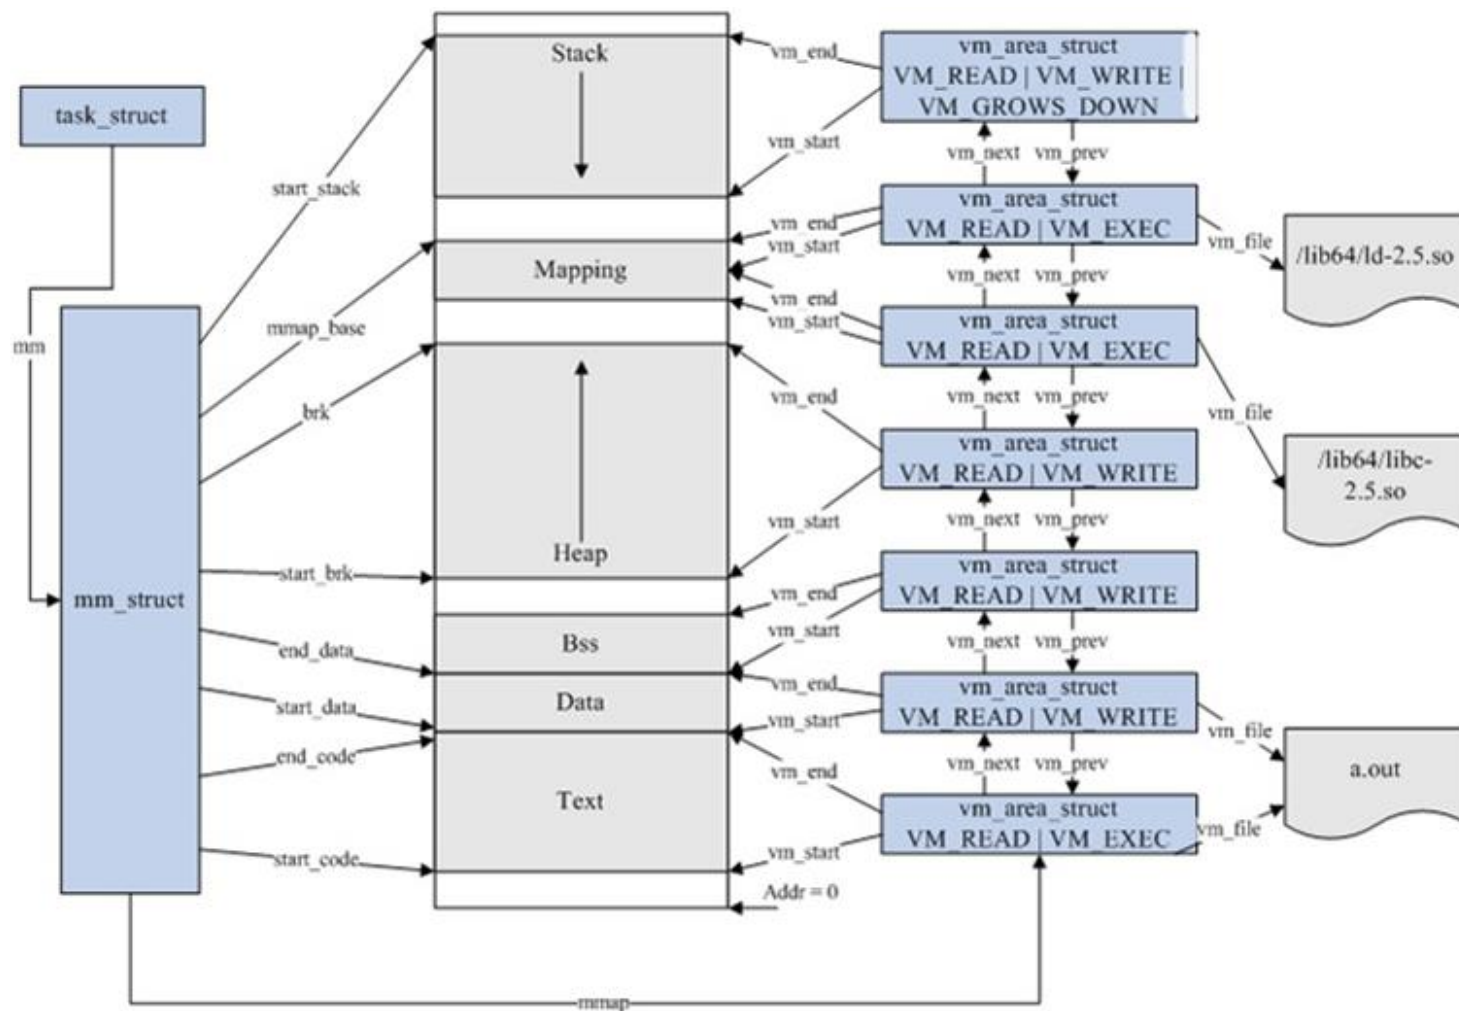 task_struct
mm
mm_struct
start_stack
mmap_base
brk
start_brk
end_data
start_data
end_code
start_code
mmap
Stack
Mapping
Heap
Bss
Data
Text
Addr = 0
vm_end
vm_start
vm_end
vm_start
vm_end
vm_start
vm_end
vm_start
vm_end
vm_start
vm_end
vm_start
vm_end
vm_start
vm_area_struct
VM_READ | VM_WRITE |
VM_GROWS_DOWN
vm_next vm_prev
vm_area_struct
VM_READ | VM_EXEC
vm_next vm_prev
vm_area_struct
VM_READ | VM_EXEC
vm_next vm_prev
vm_area_struct
VM_READ | VM_WRITE
vm_next vm_prev
vm_area_struct
VM_READ | VM_WRITE
vm_next vm_prev
vm_area_struct
VM_READ | VM_WRITE
vm_next vm_prev
vm_area_struct
VM_READ | VM_EXEC
vm_file
/lib64/ld-2.5.so
vm_file
/lib64/libc-
2.5.so
vm_file
a.out
vm_file